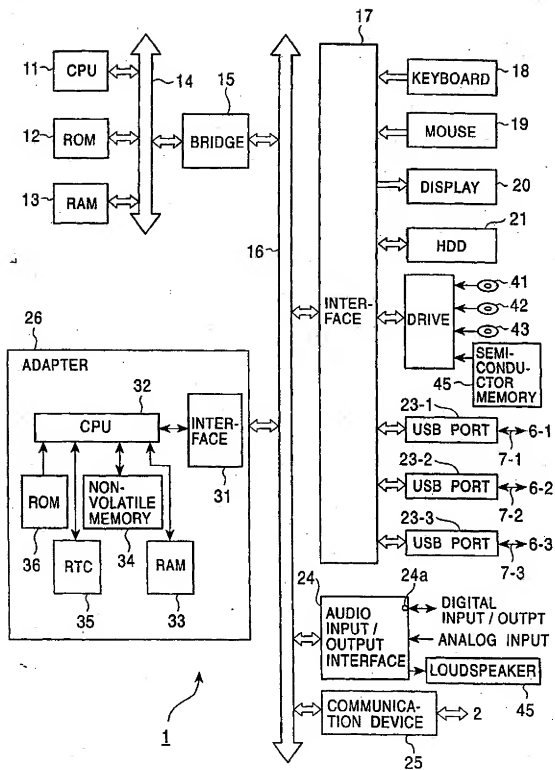 17
11
CPU
14
15
KEYBOARD
18
12
ROM
BRIDGE
MOUSE
19
13
RAM
DISPLAY
20
21
16
HDD
41
42
43
INTER-
FACE
DRIVE
SEMI-
CONDU-
CTOR
MEMORY
45
26
ADAPTER
32
CPU
INTER-
FACE
31
ROM
36
NON-
VOLATILE
MEMORY
34
RTC
35
RAM
33
23-1
USB PORT
6-1
7-1
23-2
USB PORT
6-2
7-2
23-3
USB PORT
6-3
7-3
24
24a
AUDIO
INPUT /
OUTPUT
INTERFACE
DIGITAL
INPUT / OUTPT
ANALOG INPUT
LOUDSPEAKER
45
COMMUNICA-
TION DEVICE
2
25
1